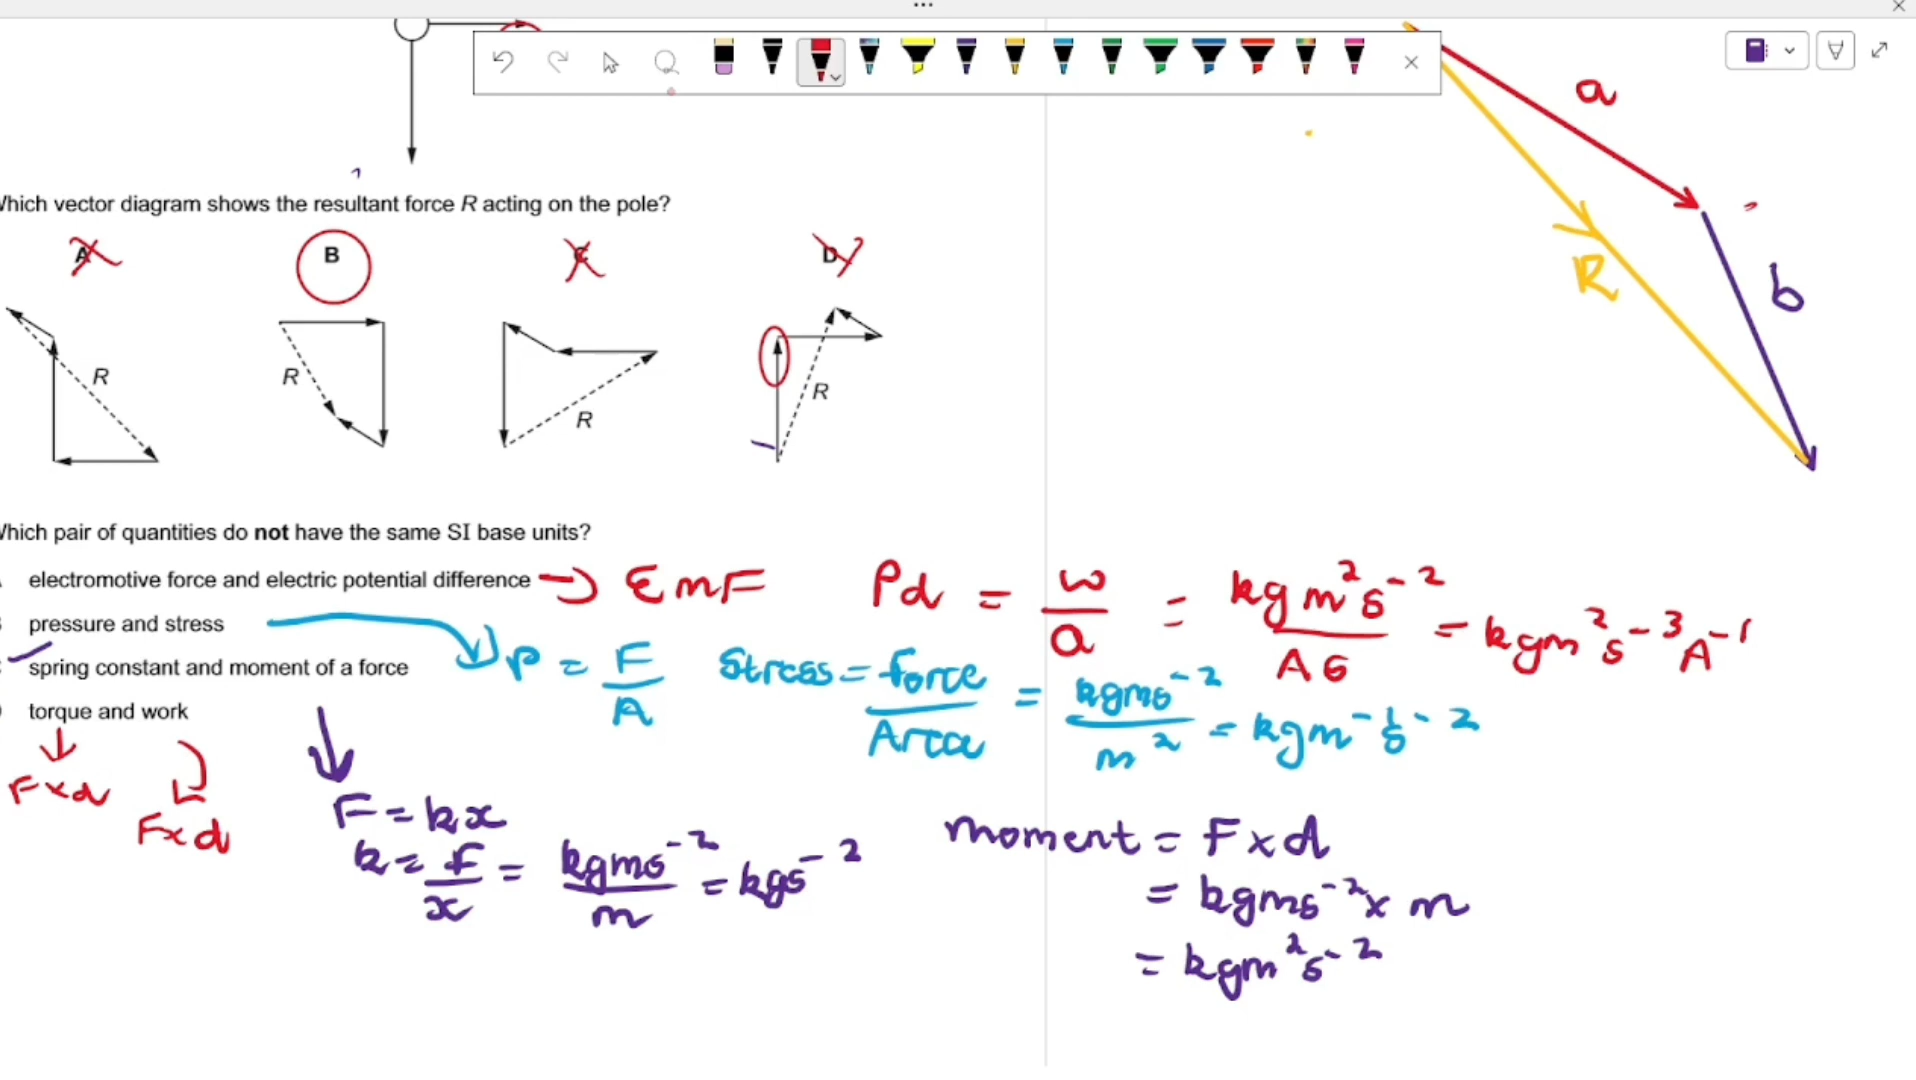 a
Which vector diagram shows the resultant force R acting on the pole?
A B C D
R b
R R R R
Which pair of quantities do not have the same SI base units?
electromotive force and electric potential difference → EmF Pd = w/Q = kgm²s⁻²/As = kgm²s⁻³A⁻¹
pressure and stress → P = F/A Stress = Force/Area = kgms⁻²/m² = kgm⁻¹s⁻²
spring constant and moment of a force
torque and work
F×d F×d
F = kx
k = F/x = kgms⁻²/m = kgs⁻²
moment = F×d
= kgms⁻² × m
= kgm²s⁻²